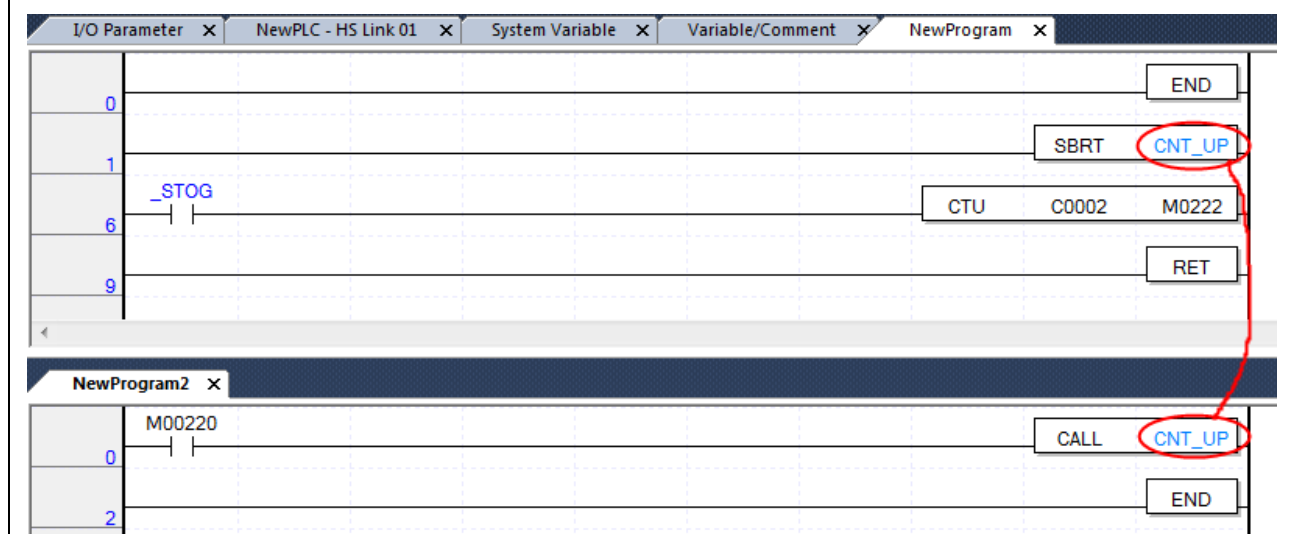 I/O Parameter X NewPLC - HS Link 01 X System Variable X Variable/Comment X NewProgram X
END
0
SBRT CNT_UP
1
_STOG
CTU C0002 M0222
6
RET
9
NewProgram2 X
M00220
CALL CNT_UP
0
END
2